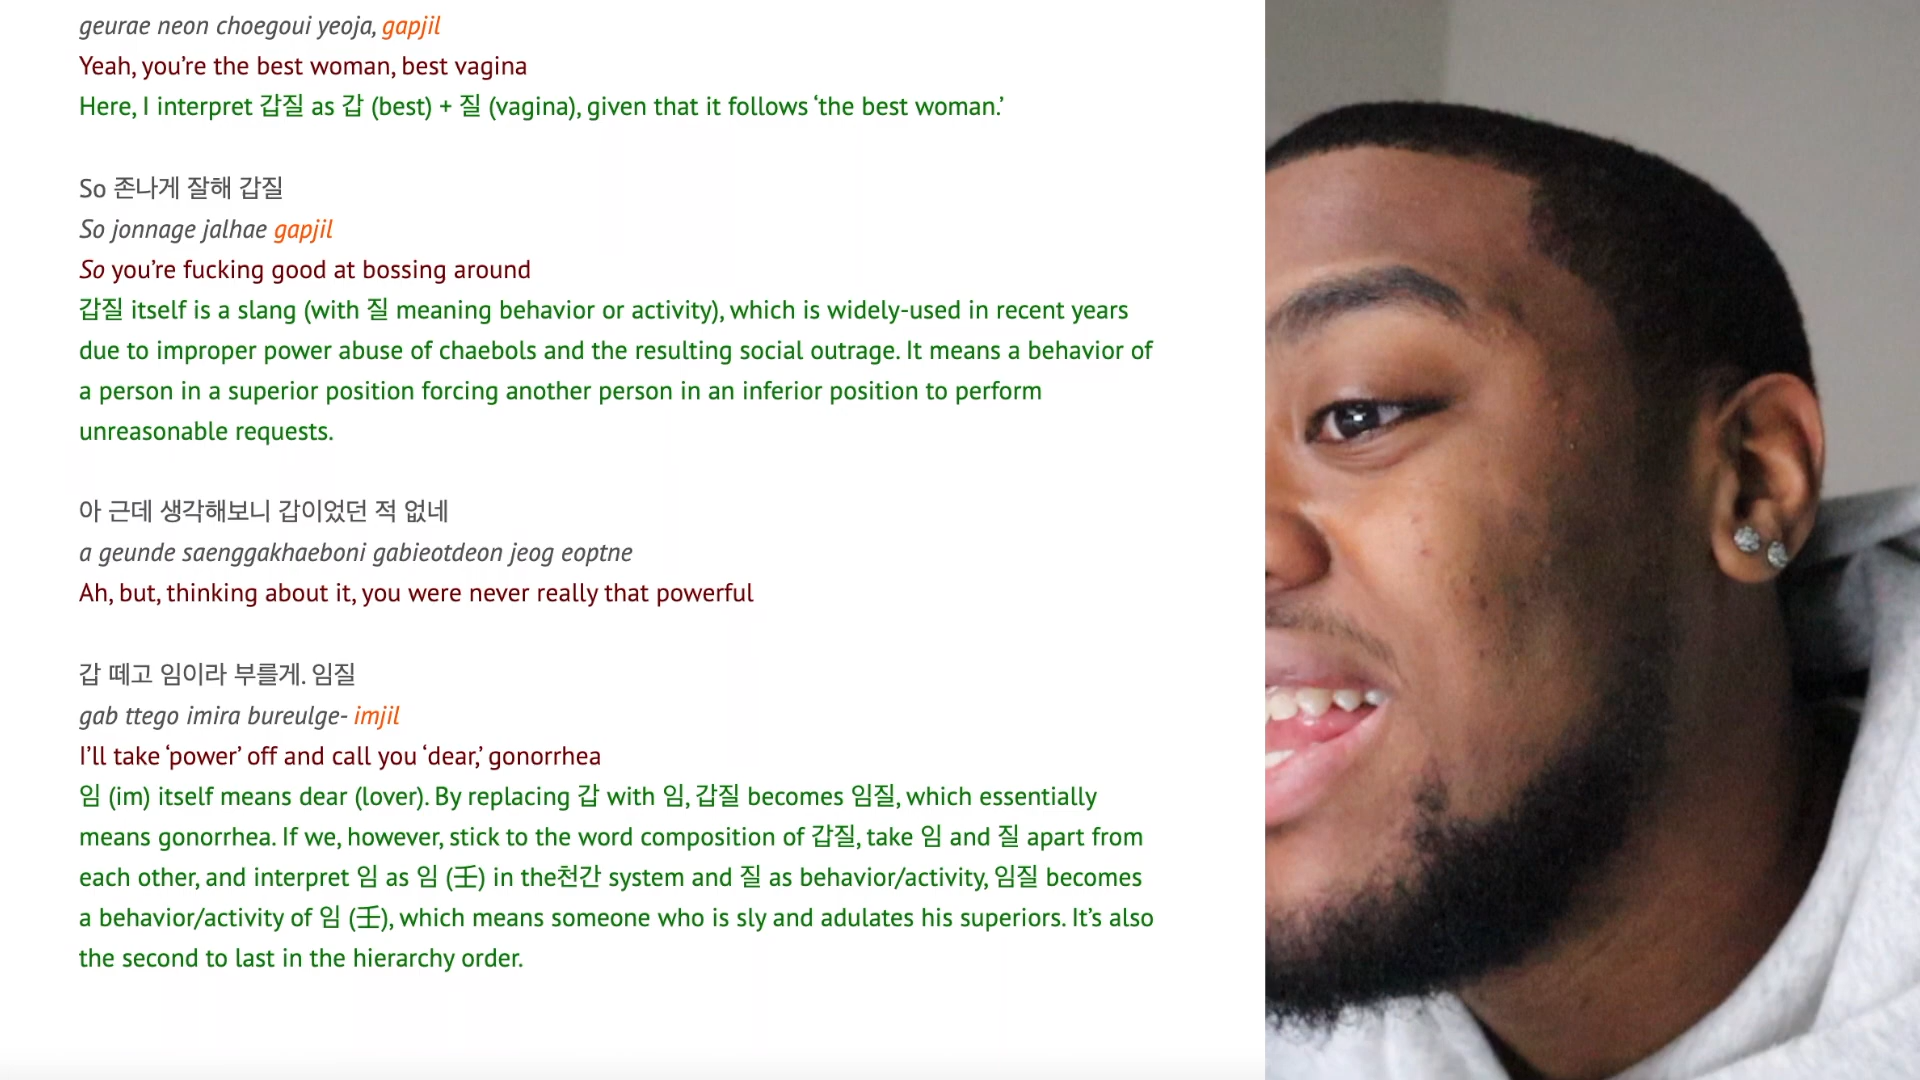 geurae neon choegoui yeoja, gapjil
Yeah, you're the best woman, best vagina
Here, I interpret 갑질 as 갑 (best) + 질 (vagina), given that it follows ‘the best woman.’
So 존나게 잘해 갑질
So jonnage jalhae gapjil
So you’re fucking good at bossing around
갑질 itself is a slang (with 질 meaning behavior or activity), which is widely-used in recent years
due to improper power abuse of chaebols and the resulting social outrage. It means a behavior of
a person in a superior position forcing another person in an inferior position to perform
unreasonable requests.
아 근데 생각해보니 갑이었던 적 없네
a geunde saenggakhaeboni gabieotdeon jeog eoptne
Ah, but, thinking about it, you were never really that powerful
갑 떼고 임이라 부를게. 임질
gab ttego imira bureulge- imjil
I’ll take ‘power’ off and call you ‘dear,’ gonorrhea
임 (im) itself means dear (lover). By replacing 갑 with 임, 갑질 becomes 임질, which essentially
means gonorrhea. If we, however, stick to the word composition of 갑질, take 임 and 질 apart from
each other, and interpret 임 as 임 (壬) in the천간 system and 질 as behavior/activity, 임질 becomes
a behavior/activity of 임 (壬), which means someone who is sly and adulates his superiors. It’s also
the second to last in the hierarchy order.